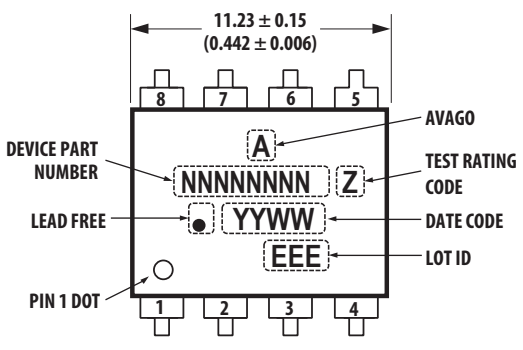 11.23 ± 0.15
(0.442 ± 0.006)
8 7 6 5
A
AVAGO
DEVICE PART
NUMBER
NNNNNNNN Z
TEST RATING
CODE
LEAD FREE
YYWW
DATE CODE
EEE
LOT ID
PIN 1 DOT
1 2 3 4